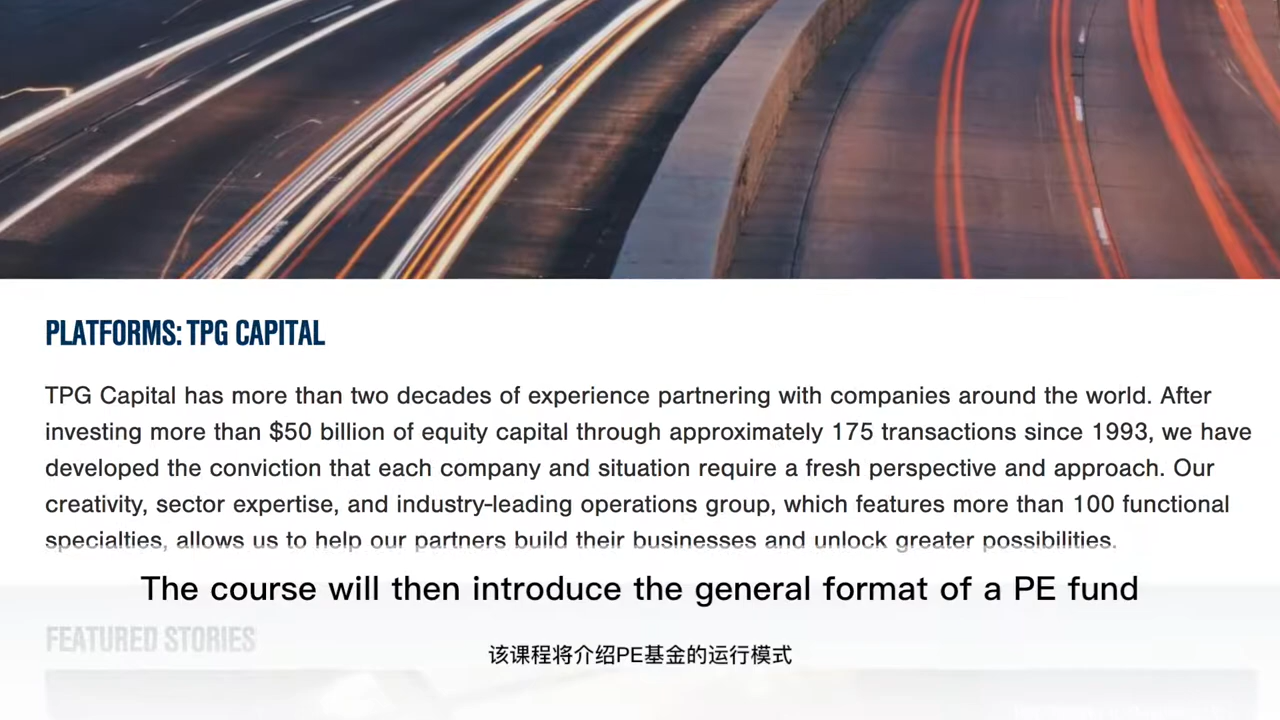 PLATFORMS: TPG CAPITAL
TPG Capital has more than two decades of experience partnering with companies around the world. After
investing more than $50 billion of equity capital through approximately 175 transactions since 1993, we have
developed the conviction that each company and situation require a fresh perspective and approach. Our
creativity, sector expertise, and industry-leading operations group, which features more than 100 functional
specialties, allows us to help our partners build their businesses and unlock greater possibilities.
The course will then introduce the general format of a PE fund
FEATURED STORIES
该课程将介绍PE基金的运行模式